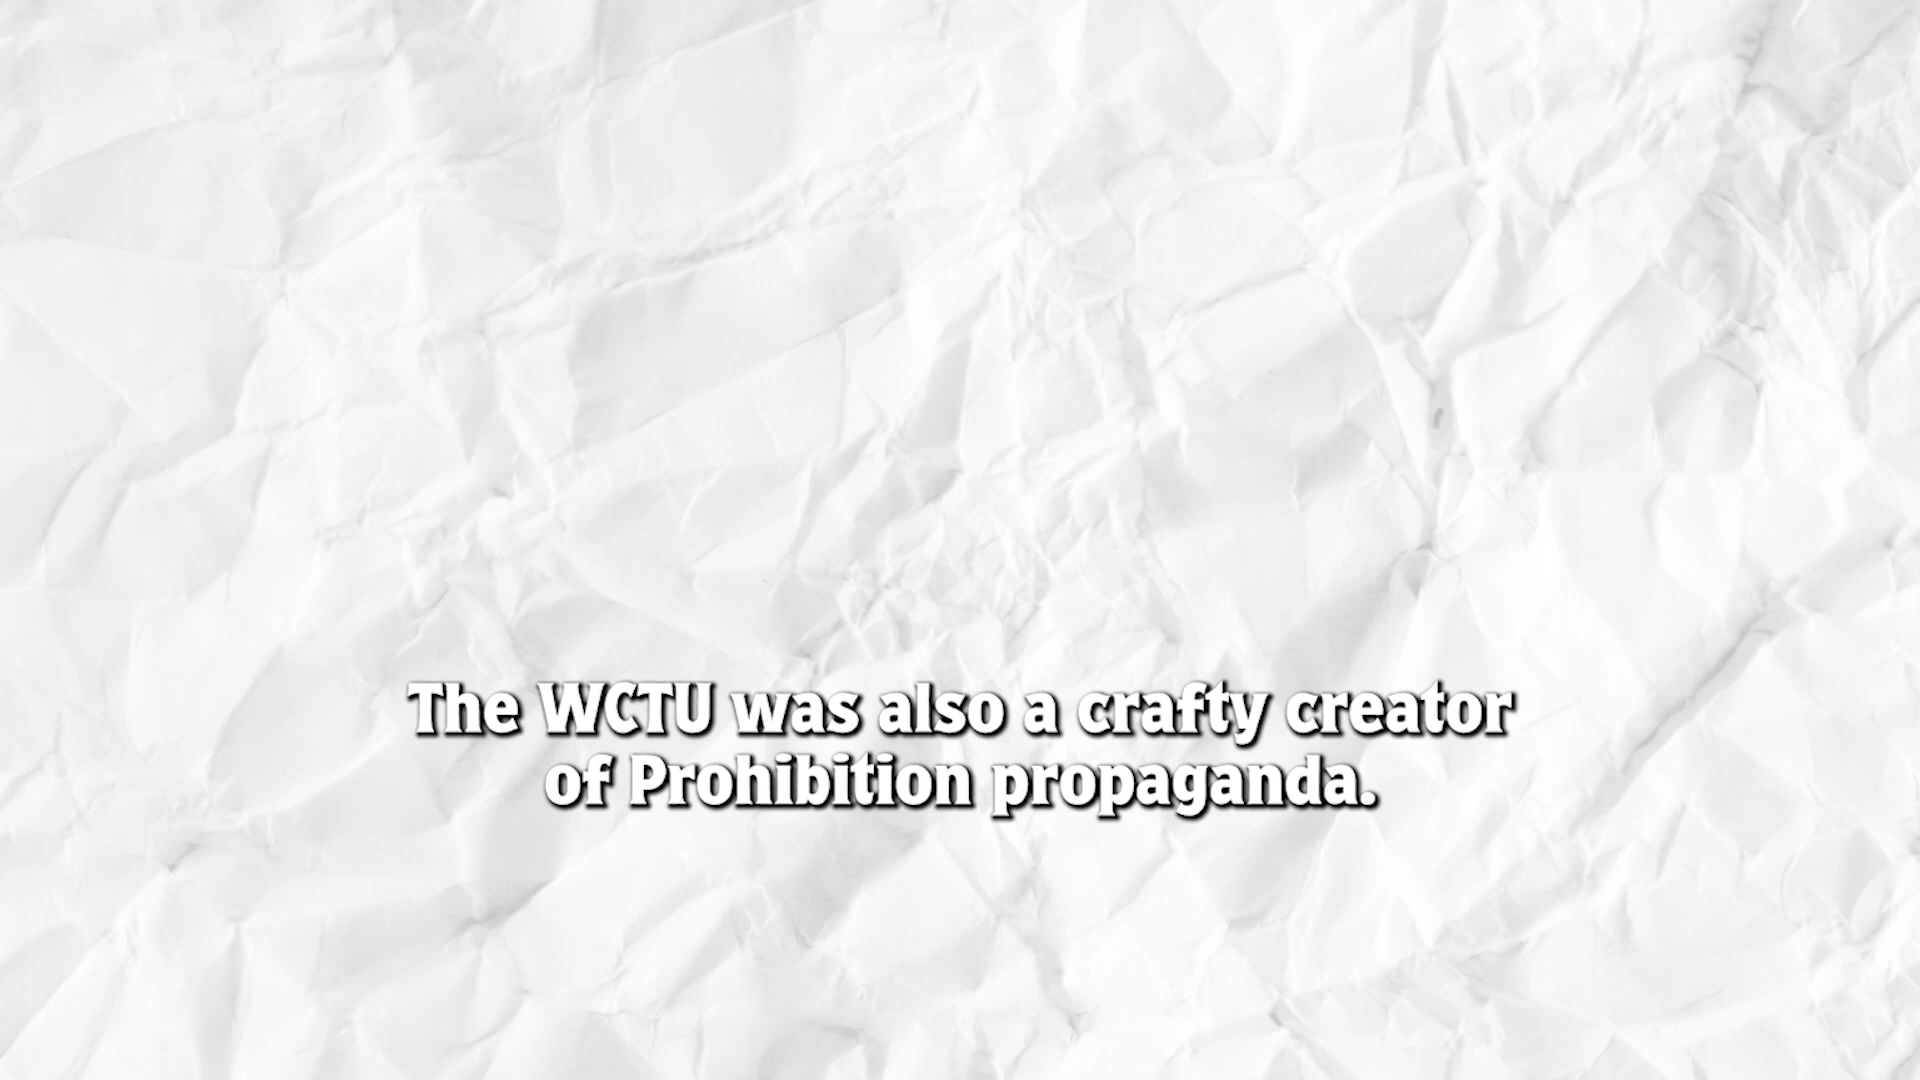 The WCTU was also a crafty creator
of Prohibition propaganda.